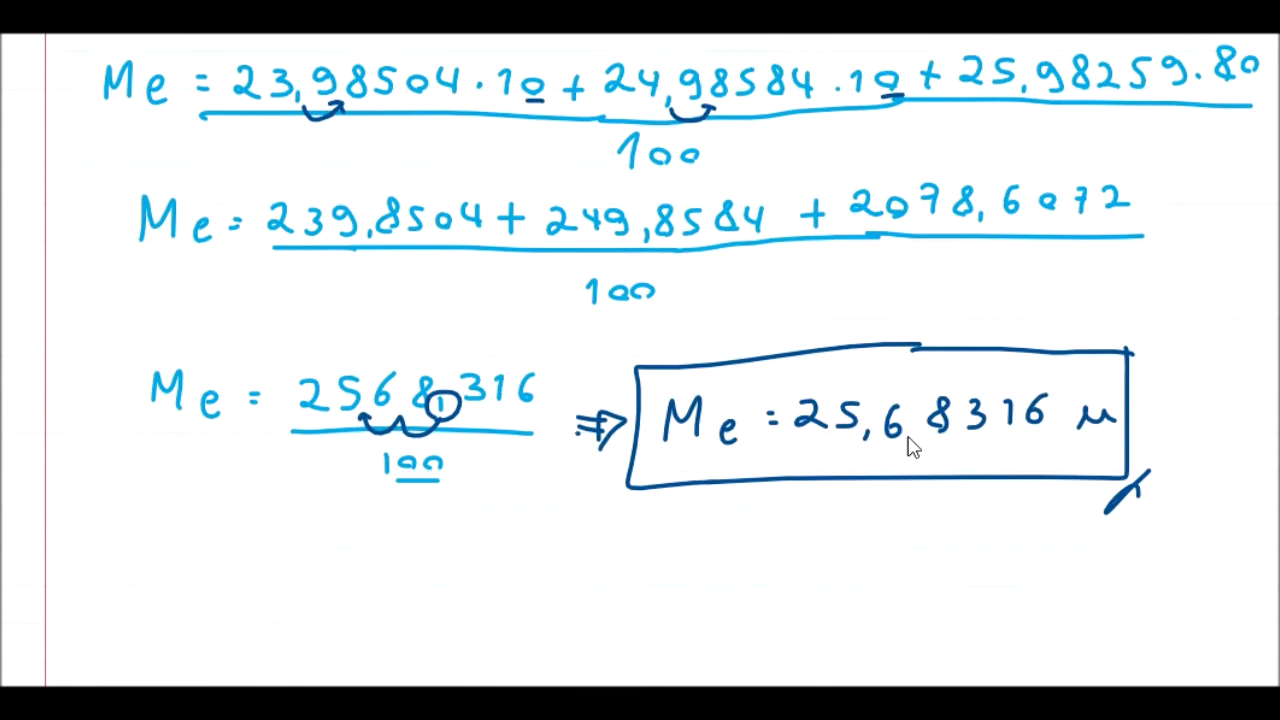 Me = 23,98504.10 + 24,98584.10 + 25,98259.80
100
Me = 239,8504 + 249,8584 + 2078,6072
100
Me = 2568,316 ⇒ Me = 25,68316 u
100